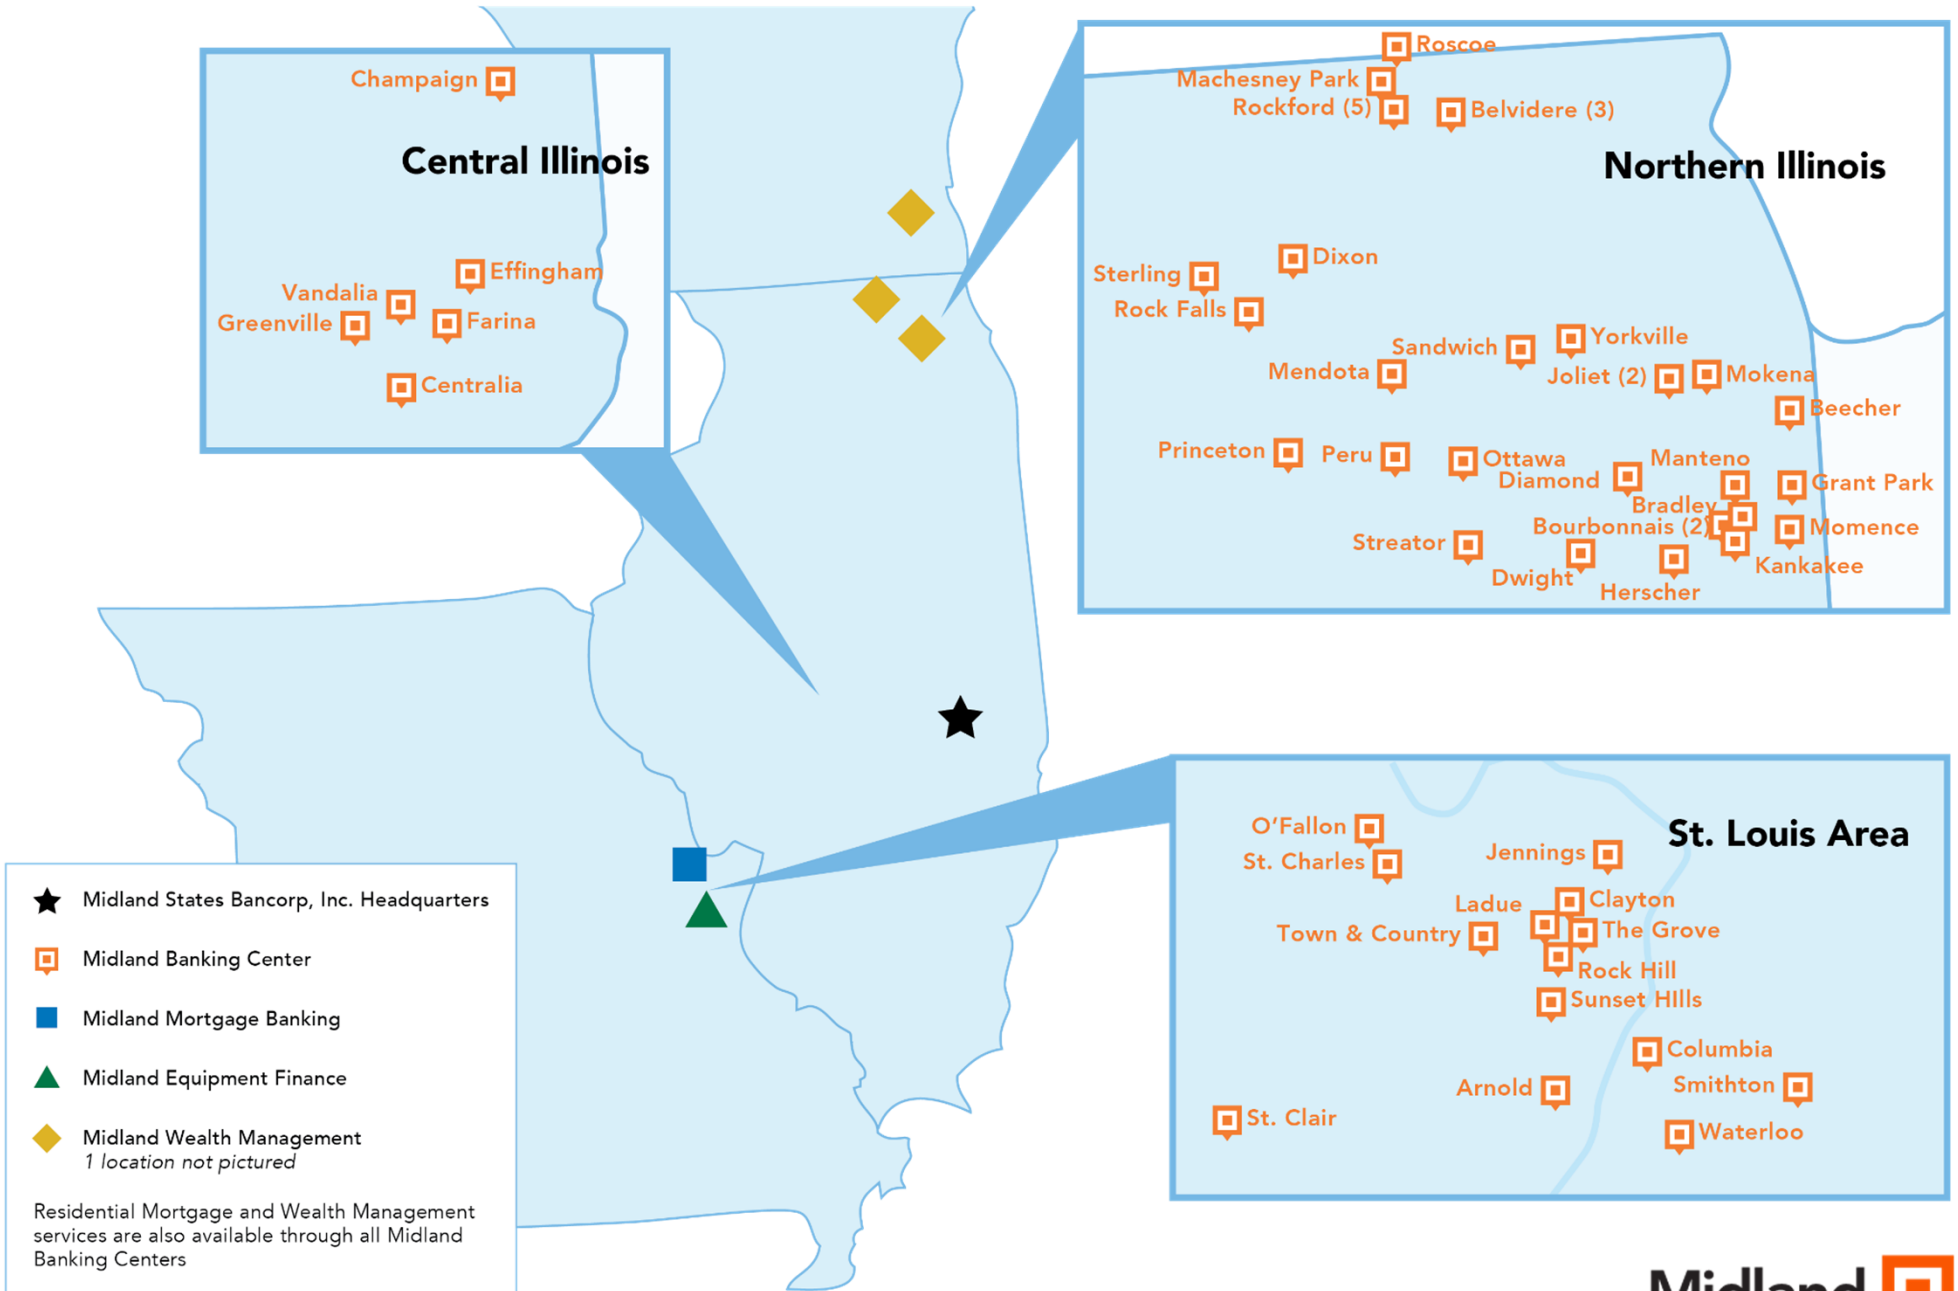 Champaign
Central Illinois
Effingham
Vandalia
Greenville
Farina
Centralia
Roscoe
Machesney Park
Rockford (5)
Belvidere (3)
Northern Illinois
Dixon
Sterling
Rock Falls
Yorkville
Sandwich
Mendota
Joliet (2)
Mokena
Beecher
Princeton
Peru
Ottawa
Manteno
Diamond
Grant Park
Bradley
Bourbonnais (2)
Momence
Streator
Kankakee
Dwight
Herscher
O’Fallon
St. Louis Area
St. Charles
Jennings
Clayton
Ladue
The Grove
Town & Country
Rock Hill
Sunset HIlls
Columbia
Smithton
Arnold
St. Clair
Waterloo
Midland States Bancorp, Inc. Headquarters
Midland Banking Center
Midland Mortgage Banking
Midland Equipment Finance
Midland Wealth Management
1 location not pictured
Residential Mortgage and Wealth Management
services are also available through all Midland
Banking Centers
Midland